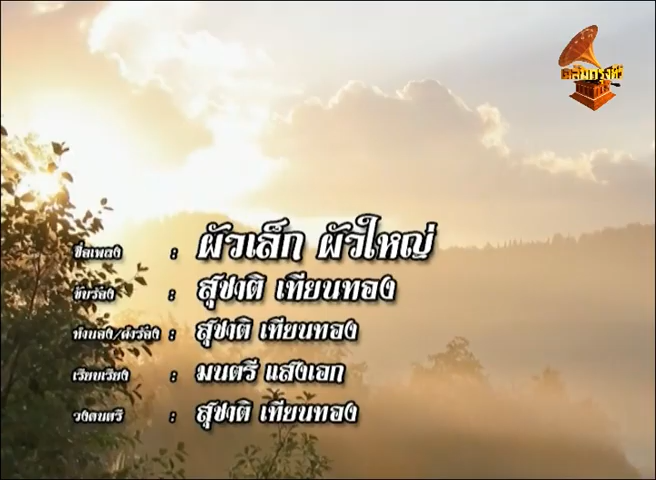 ชื่อเพลง : ผัวเล็ก ผัวใหญ่
ขับร้อง : สุชาติ เทียนทอง
ทำนอง/คำร้อง : สุชาติ เทียนทอง
เรียบเรียง : มนตรี แสงเอก
วงดนตรี : สุชาติ เทียนทอง